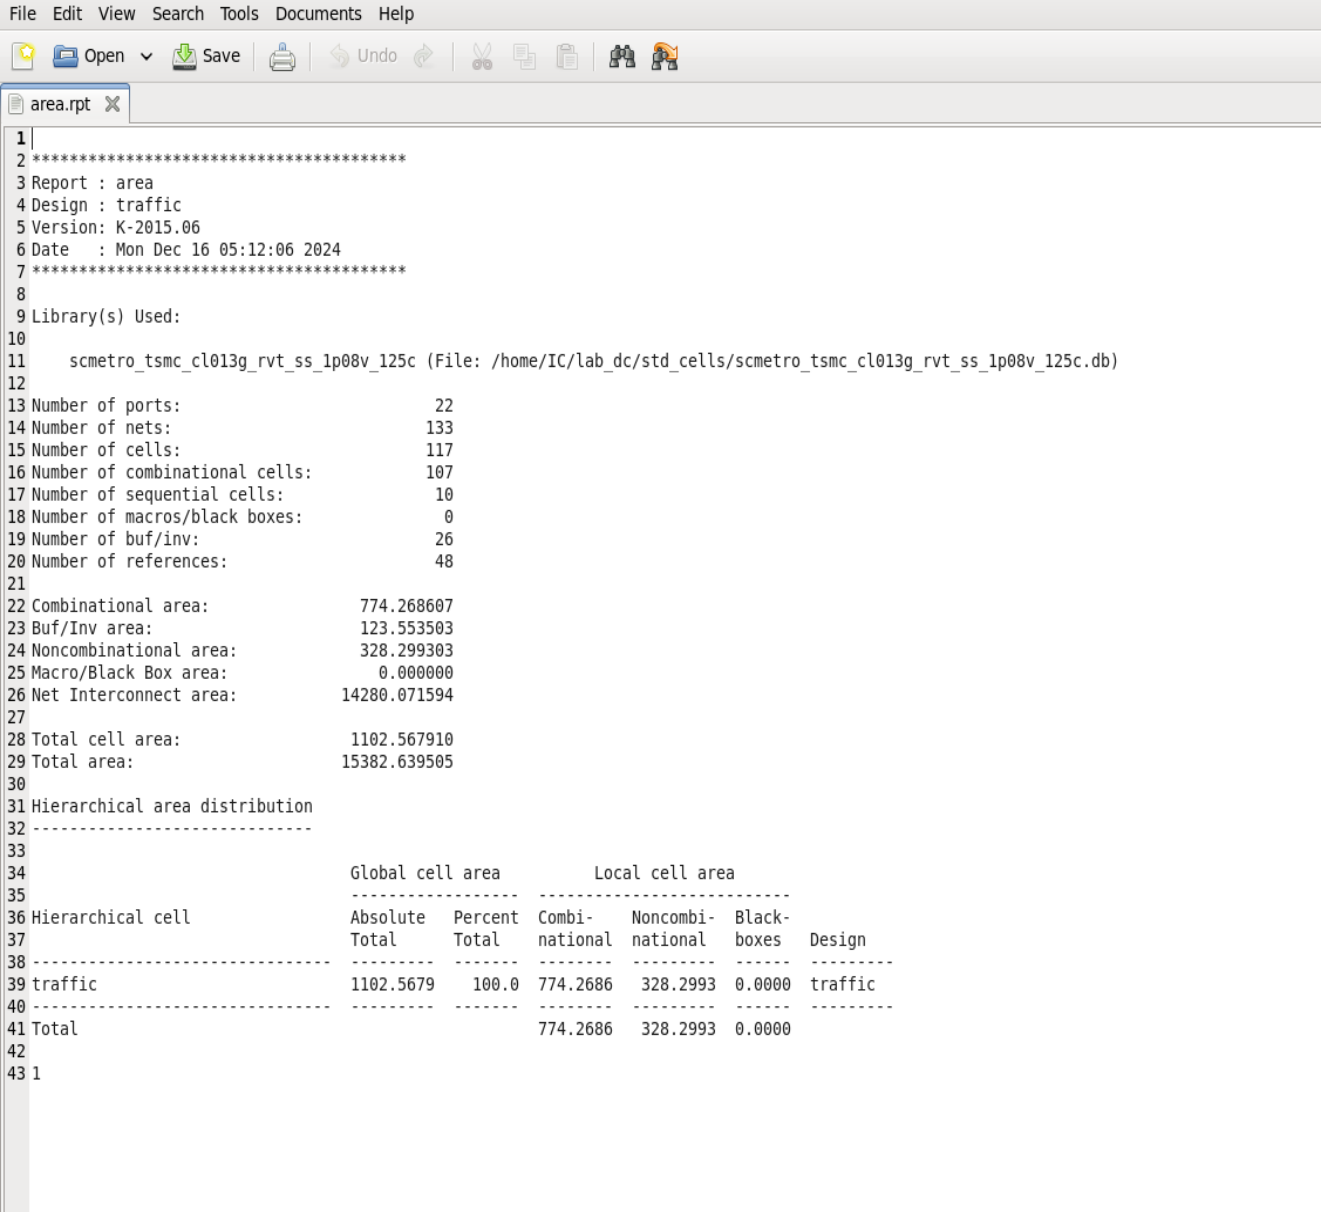 File Edit View Search Tools Documents Help
Open Save Undo
area.rpt
1
2 ****************************************
3 Report : area
4 Design : traffic
5 Version: K-2015.06
6 Date   : Mon Dec 16 05:12:06 2024
7 ****************************************
8
9 Library(s) Used:
10
11     scmetro_tsmc_cl013g_rvt_ss_1p08v_125c (File: /home/IC/lab_dc/std_cells/scmetro_tsmc_cl013g_rvt_ss_1p08v_125c.db)
12
13 Number of ports:                           22
14 Number of nets:                           133
15 Number of cells:                          117
16 Number of combinational cells:            107
17 Number of sequential cells:                10
18 Number of macros/black boxes:               0
19 Number of buf/inv:                         26
20 Number of references:                      48
21
22 Combinational area:                774.268607
23 Buf/Inv area:                      123.553503
24 Noncombinational area:             328.299303
25 Macro/Black Box area:                0.000000
26 Net Interconnect area:           14280.071594
27
28 Total cell area:                  1102.567910
29 Total area:                      15382.639505
30
31 Hierarchical area distribution
32 ------------------------------
33
34                                   Global cell area          Local cell area
35                                   ------------------  ---------------------------
36 Hierarchical cell                 Absolute   Percent  Combi-    Noncombi-  Black-
37                                   Total      Total    national  national   boxes   Design
38 --------------------------------  ---------  -------  --------  ---------  ------  ---------
39 traffic                           1102.5679    100.0  774.2686   328.2993  0.0000  traffic
40 --------------------------------  ---------  -------  --------  ---------  ------  ---------
41 Total                                                 774.2686   328.2993  0.0000
42
43 1